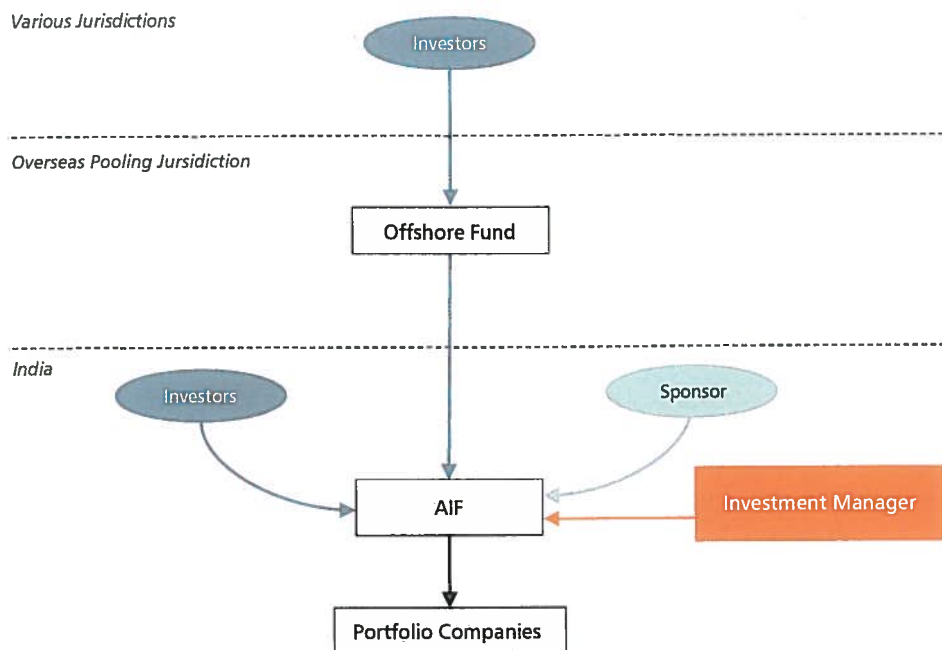 Various Jurisdictions
Investors
Overseas Pooling Jursidiction
Offshore Fund
India
Investors
Sponsor
AIF
Investment Manager
Portfolio Companies